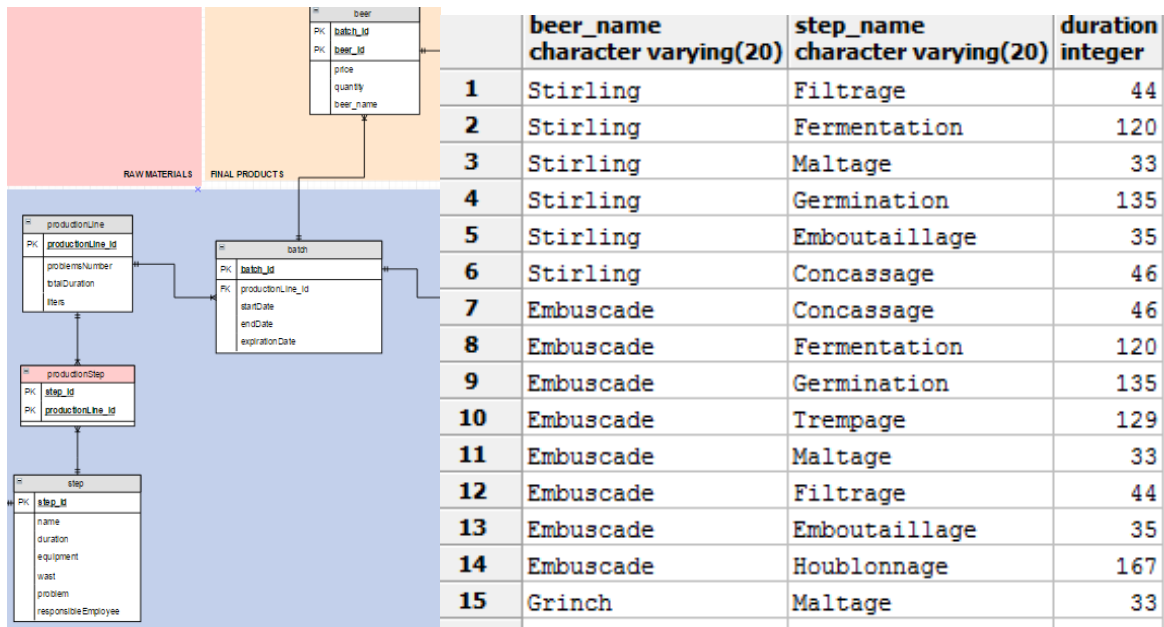 beer
PK batch_id
PK beer_id
price
quantity
beer_name
RAW MATERIALS
FINAL PRODUCTS
productionLine
PK productionLine_id
problemsNumber
totalDuration
liters
batch
PK batch_id
FK productionLine_id
startDate
endDate
expirationDate
productionStep
PK step_id
PK productionLine_id
step
PK step_id
name
duration
equipment
wast
problem
responsibleEmployee
beer_name step_name duration
character varying(20) character varying(20) integer
1 Stirling Filtrage 44
2 Stirling Fermentation 120
3 Stirling Maltage 33
4 Stirling Germination 135
5 Stirling Emboutaillage 35
6 Stirling Concassage 46
7 Embuscade Concassage 46
8 Embuscade Fermentation 120
9 Embuscade Germination 135
10 Embuscade Trempage 129
11 Embuscade Maltage 33
12 Embuscade Filtrage 44
13 Embuscade Emboutaillage 35
14 Embuscade Houblonnage 167
15 Grinch Maltage 33